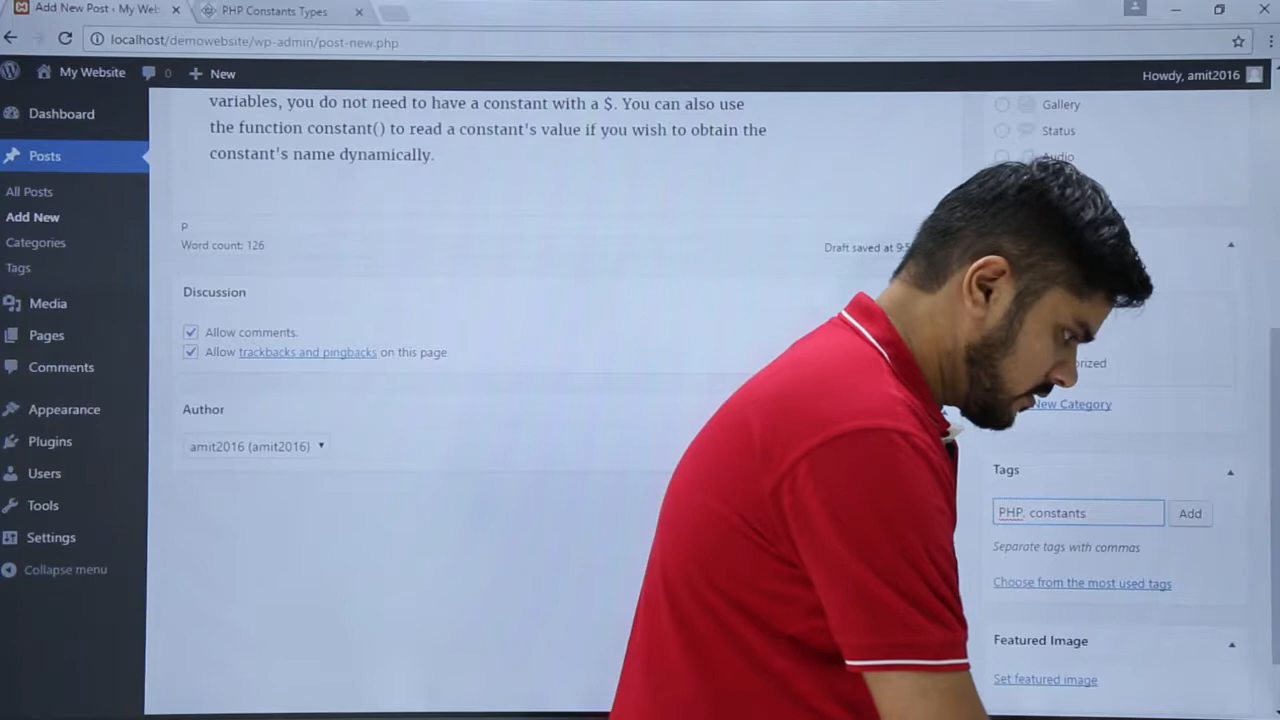 Add New Post ‹ My Web
PHP Constants Types
localhost/demowebsite/wp-admin/post-new.php
My Website
0
New
Howdy, amit2016
Dashboard
Posts
All Posts
Add New
Categories
Tags
Media
Pages
Comments
Appearance
Plugins
Users
Tools
Settings
Collapse menu
variables, you do not need to have a constant with a $. You can also use
the function constant() to read a constant's value if you wish to obtain the
constant's name dynamically.
P
Word count: 126
Draft saved at 9:5
Discussion
Allow comments.
Allow trackbacks and pingbacks on this page
Author
amit2016 (amit2016)
Gallery
Status
Audio
orized
New Category
Tags
PHP, constants
Add
Separate tags with commas
Choose from the most used tags
Featured Image
Set featured image